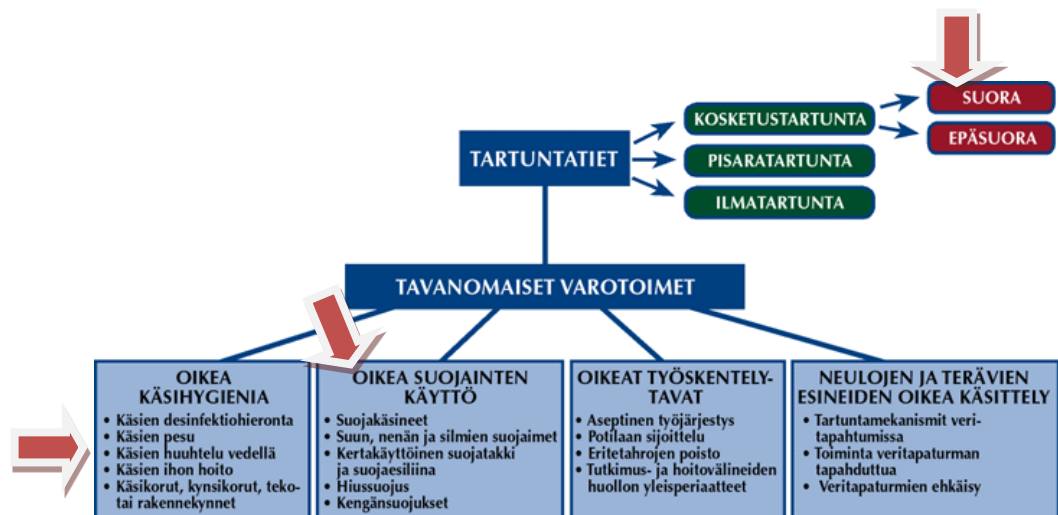 SUORA
KOSKETUSTARTUNTA
EPÄSUORA
TARTUNTATIET
PISARATARTUNTA
ILMATARTUNTA
TAVANOMAISET VAROTOIMET
OIKEA
KÄSIHYGIENIA
• Käsien desinfektiohieronta
• Käsien pesu
• Käsien huuhtelu vedellä
• Käsien ihon hoito
• Käsikorut, kynsikorut, teko-
tai rakennekynnet
OIKEA SUOJAINTEN
KÄYTTÖ
• Suojakäsineet
• Suun, nenän ja silmien suojaimet
• Kertakäyttöinen suojatakki
ja suojaesiliina
• Hiussuojus
• Kengänsuojukset
OIKEAT TYÖSKENTELY-
TAVAT
• Aseptinen työjärjestys
• Potilaan sijoittelu
• Eritetahrojen poisto
• Tutkimus- ja hoitovälineiden
huollon yleisperiaatteet
NEULOJEN JA TERÄVIEN
ESINEIDEN OIKEA KÄSITTELY
• Tartuntamekanismit veri-
tapahtumissa
• Toiminta veritapaturman
tapahduttua
• Veritapaturmien ehkäisy